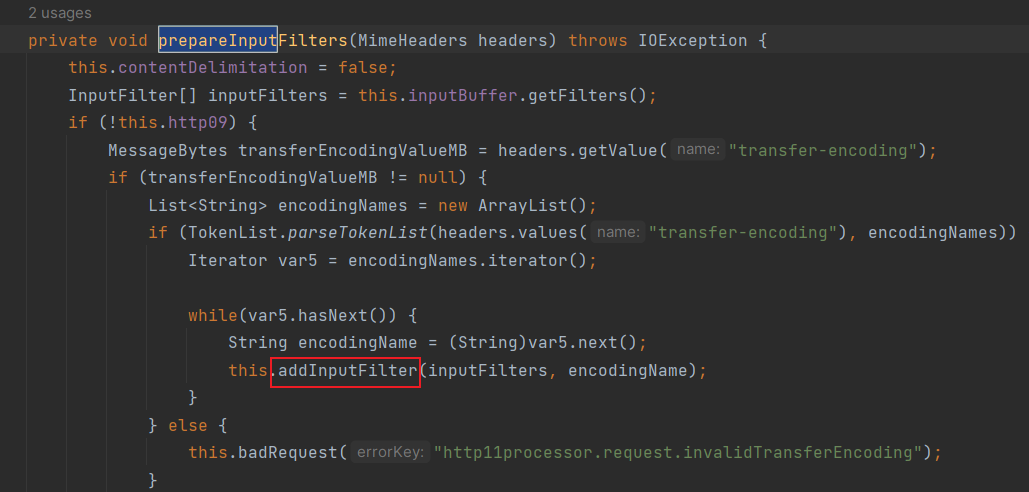 2 usages
private void prepareInputFilters(MimeHeaders headers) throws IOException {
this.contentDelimitation = false;
InputFilter[] inputFilters = this.inputBuffer.getFilters();
if (!this.http09) {
MessageBytes transferEncodingValueMB = headers.getValue( name: "transfer-encoding");
if (transferEncodingValueMB != null) {
List<String> encodingNames = new ArrayList();
if (TokenList.parseTokenList(headers.values( name: "transfer-encoding"), encodingNames))
Iterator var5 = encodingNames.iterator();
while(var5.hasNext()) {
String encodingName = (String)var5.next();
this.addInputFilter(inputFilters, encodingName);
}
} else {
this.badRequest( errorKey: "http11processor.request.invalidTransferEncoding");
}